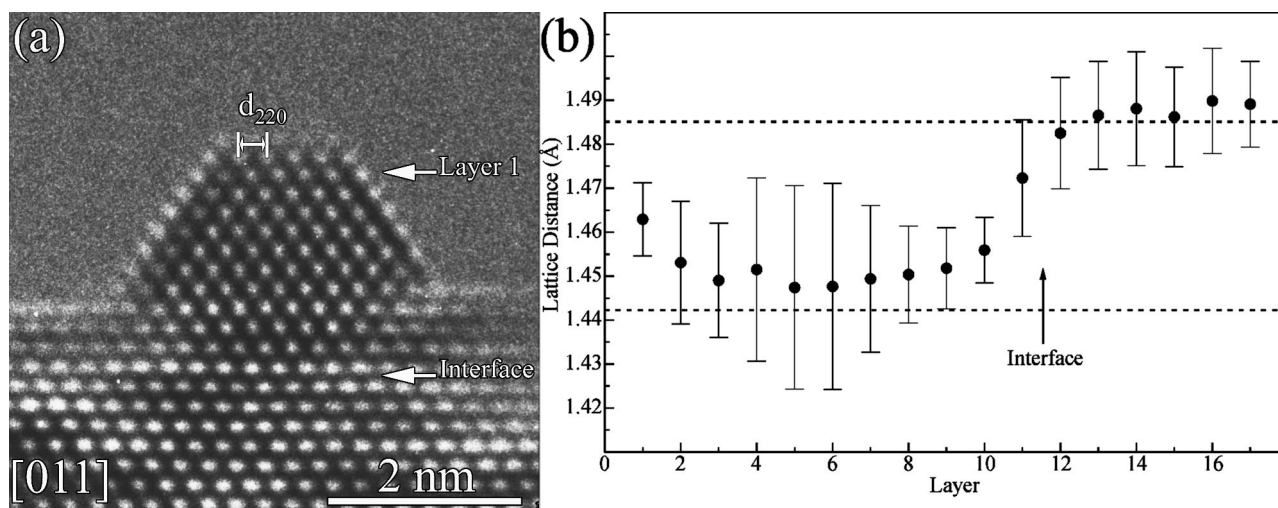 (a)
d220
Layer 1
Interface
[011]
2 nm
(b)
Lattice Distance (Å)
1.49
1.48
1.47
1.46
1.45
1.44
1.43
1.42
Interface
0 2 4 6 8 10 12 14 16
Layer